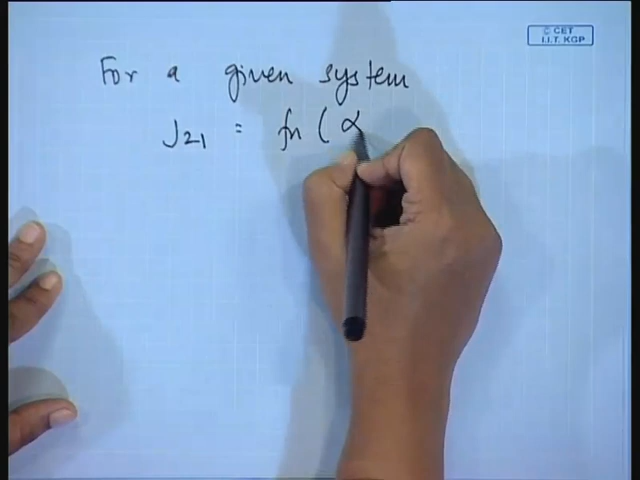 © CET
I.I.T. KGP
For a given system
J21 = fn ( α